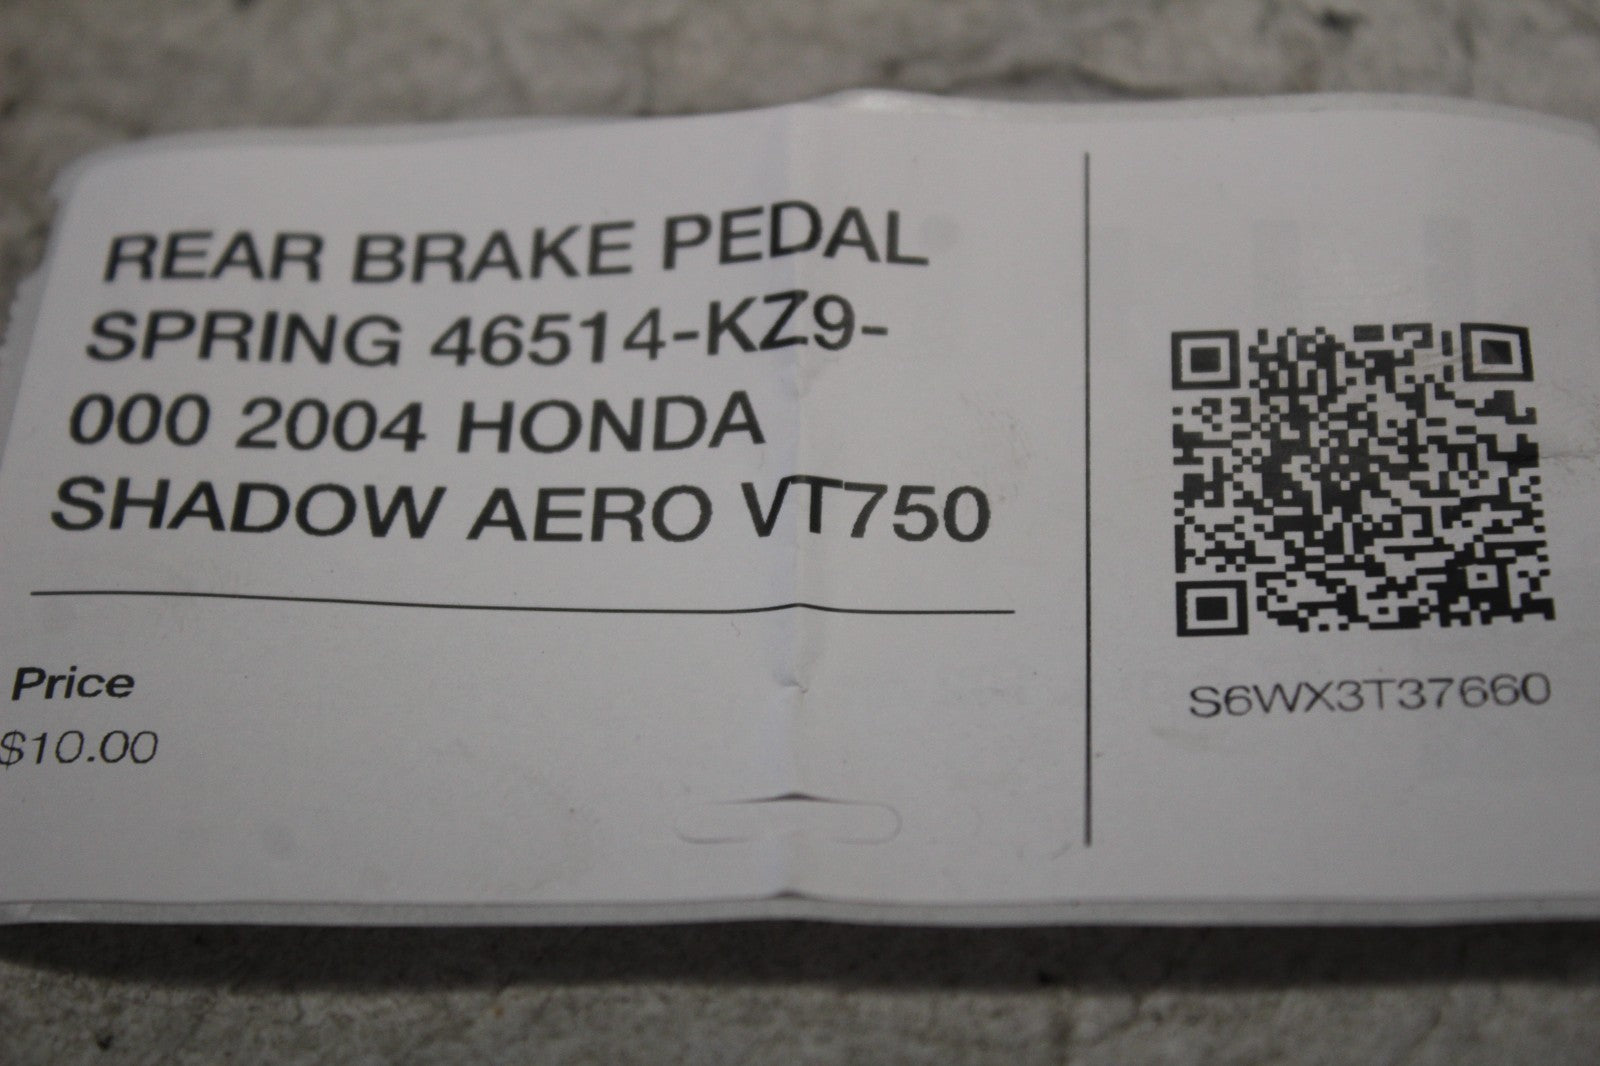 REAR BRAKE PEDAL
SPRING 46514-KZ9-
000 2004 HONDA
SHADOW AERO VT750
Price
$10.00
S6WX3T37660